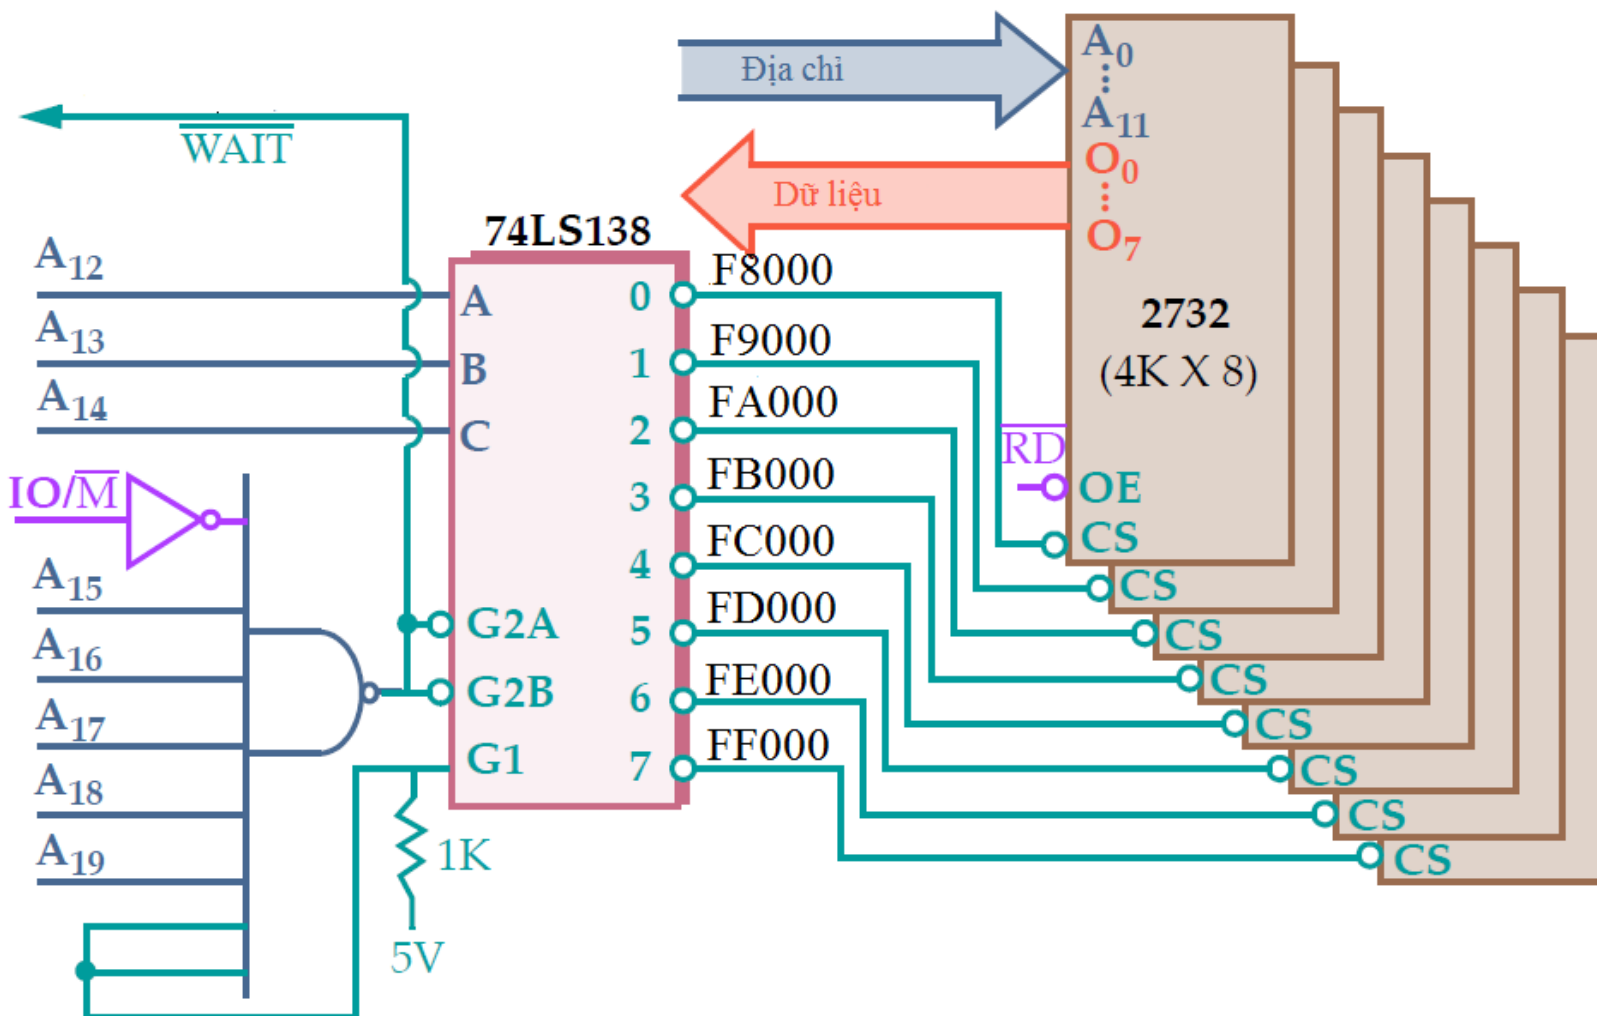 Địa chỉ
A0
A11
O0
O7
Dữ liệu
WAIT
74LS138
A12
A13
A14
IO/M
A15
A16
A17
A18
A19
A
B
C
G2A
G2B
G1
0
1
2
3
4
5
6
7
F8000
F9000
FA000
FB000
FC000
FD000
FE000
FF000
2732
(4K X 8)
RD
OE
CS
CS
CS
CS
CS
CS
CS
CS
1K
5V